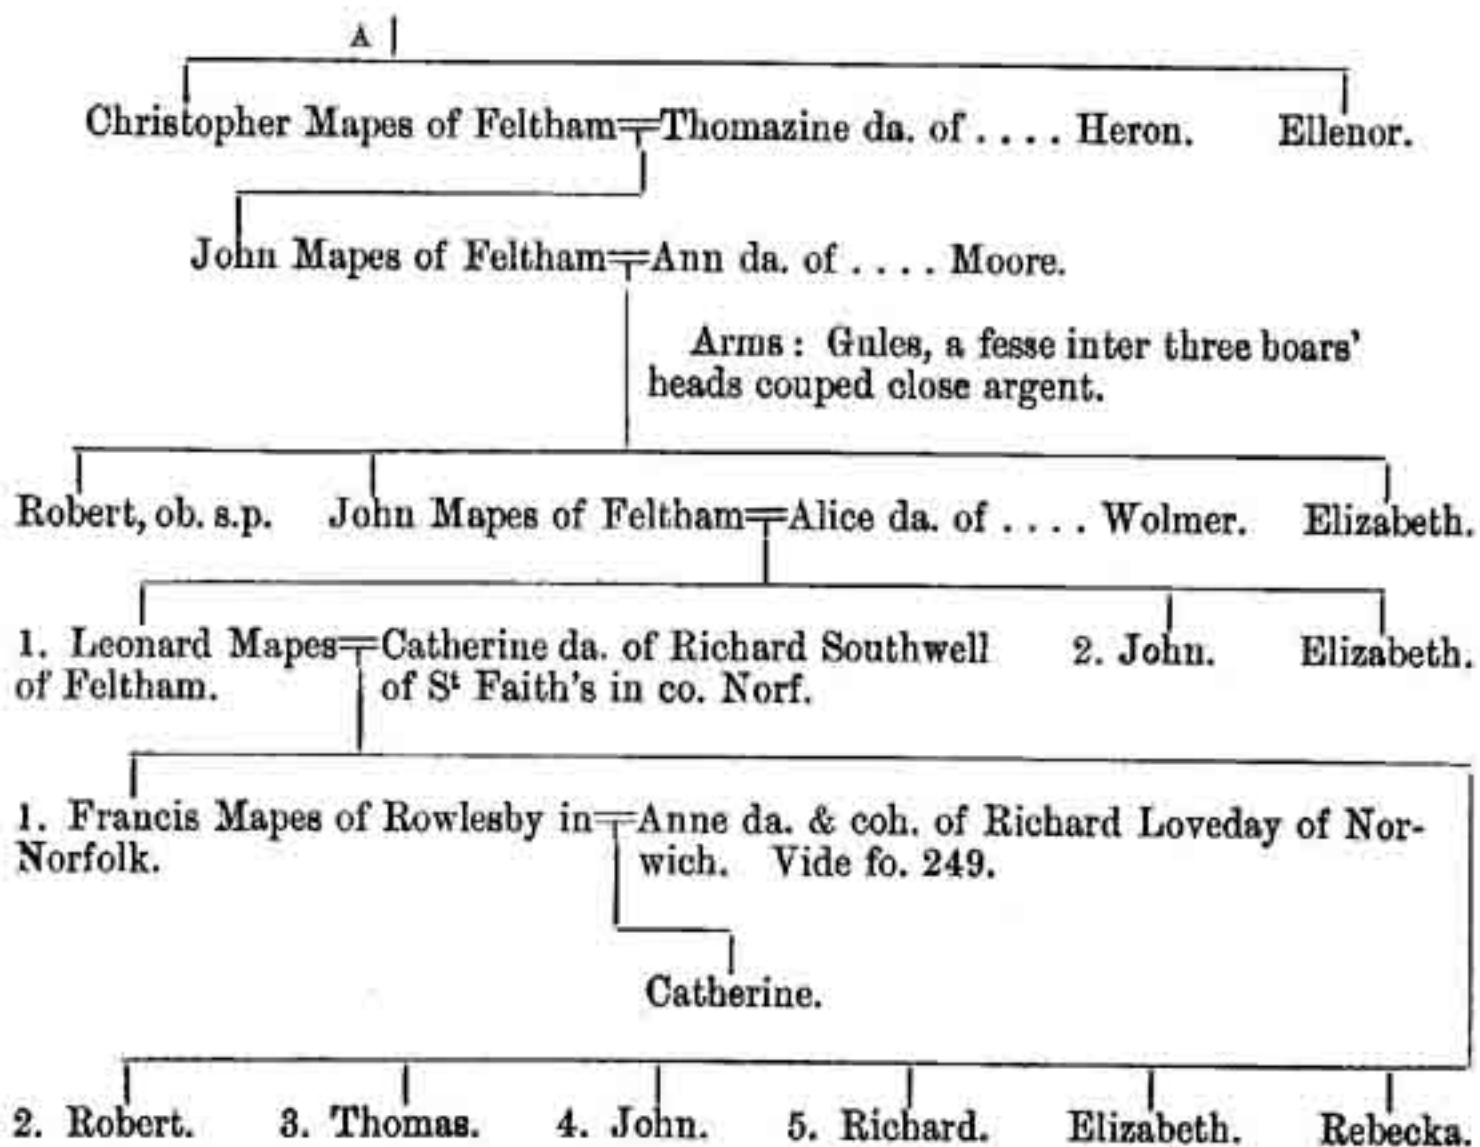 A
Christopher Mapes of Feltham=Thomazine da. of . . . . Heron. Ellenor.
John Mapes of Feltham=Ann da. of . . . . Moore.
Arms : Gules, a fesse inter three boars'
heads couped close argent.
Robert, ob. s.p. John Mapes of Feltham=Alice da. of . . . . Wolmer. Elizabeth.
1. Leonard Mapes=Catherine da. of Richard Southwell 2. John. Elizabeth.
of Feltham. of Sᵗ Faith's in co. Norf.
1. Francis Mapes of Rowlesby in=Anne da. & coh. of Richard Loveday of Nor-
Norfolk. wich. Vide fo. 249.
Catherine.
2. Robert. 3. Thomas. 4. John. 5. Richard. Elizabeth. Rebecka.